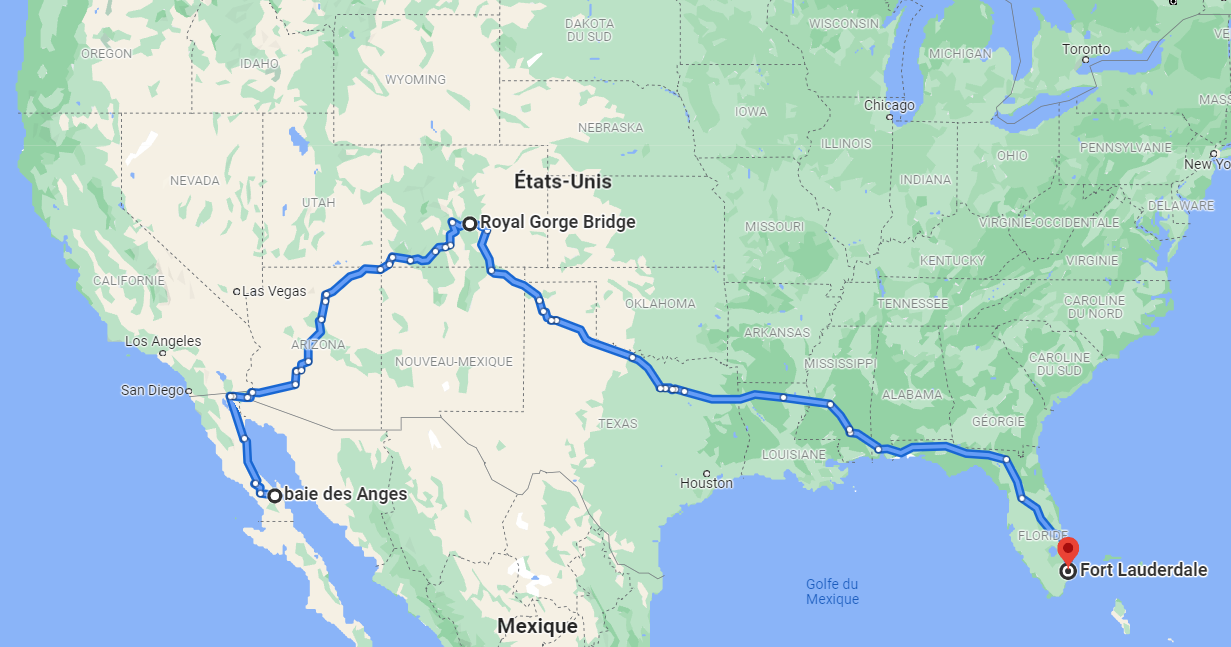 DAKOTA
DU SUD
WISCONSIN
OREGON
IDAHO
MICHIGAN
Toronto
WYOMING
MASS
Chicago
IOWA
NEBRASKA
ILLINOIS
OHIO
PENNSYLVANIE
New Yo
NEVADA
États-Unis
INDIANA
UTAH
DELAWARE
Royal Gorge Bridge
MISSOURI
VIRGINIE-OCCIDENTALE
KENTUCKY
VIRGINIE
CALIFORNIE
Las Vegas
OKLAHOMA
TENNESSEE
CAROLINE
DU NORD
ARKANSAS
Los Angeles
ARIZONA
NOUVEAU-MEXIQUE
MISSISSIPPI
CAROLINE
DU SUD
San Diego
ALABAMA
TEXAS
GÉORGIE
LOUISIANE
Houston
baie des Anges
FLORIDE
Fort Lauderdale
Golfe du
Mexique
Mexique